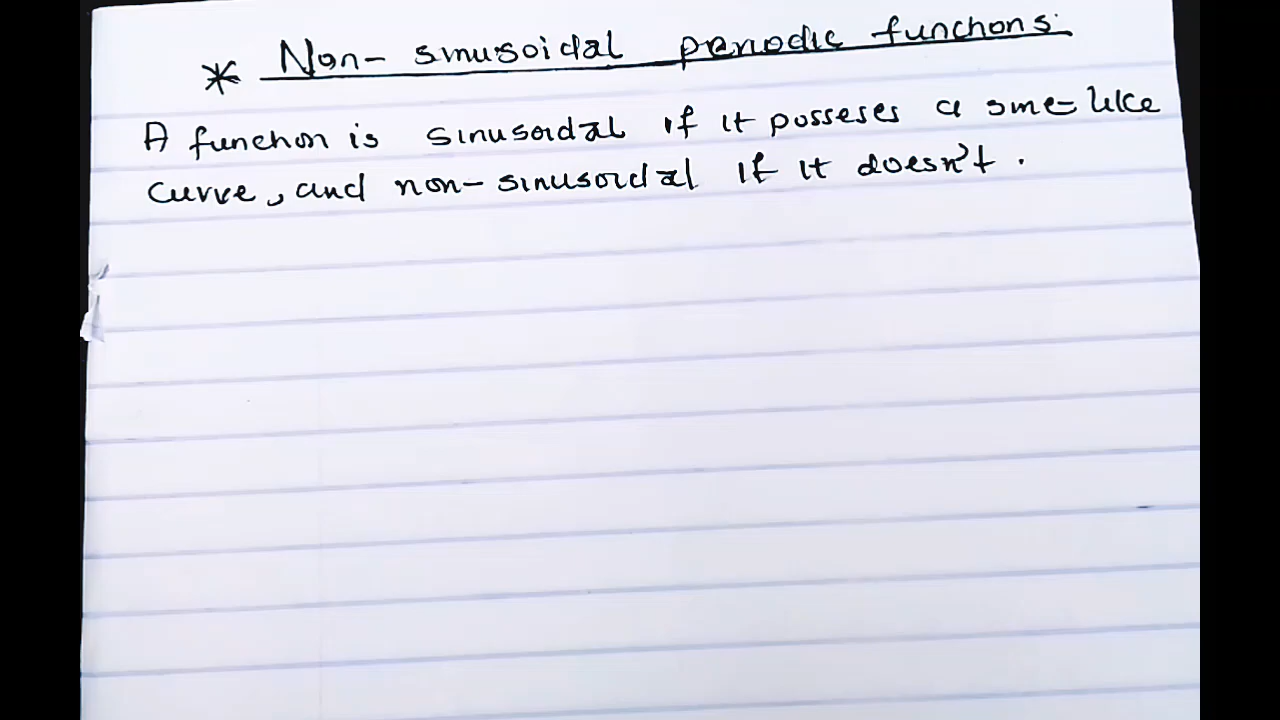 * Non- sinusoidal periodic functions.
A function is sinusoidal if it posseses a sine-like
curve, and non-sinusoidal if it doesn't.